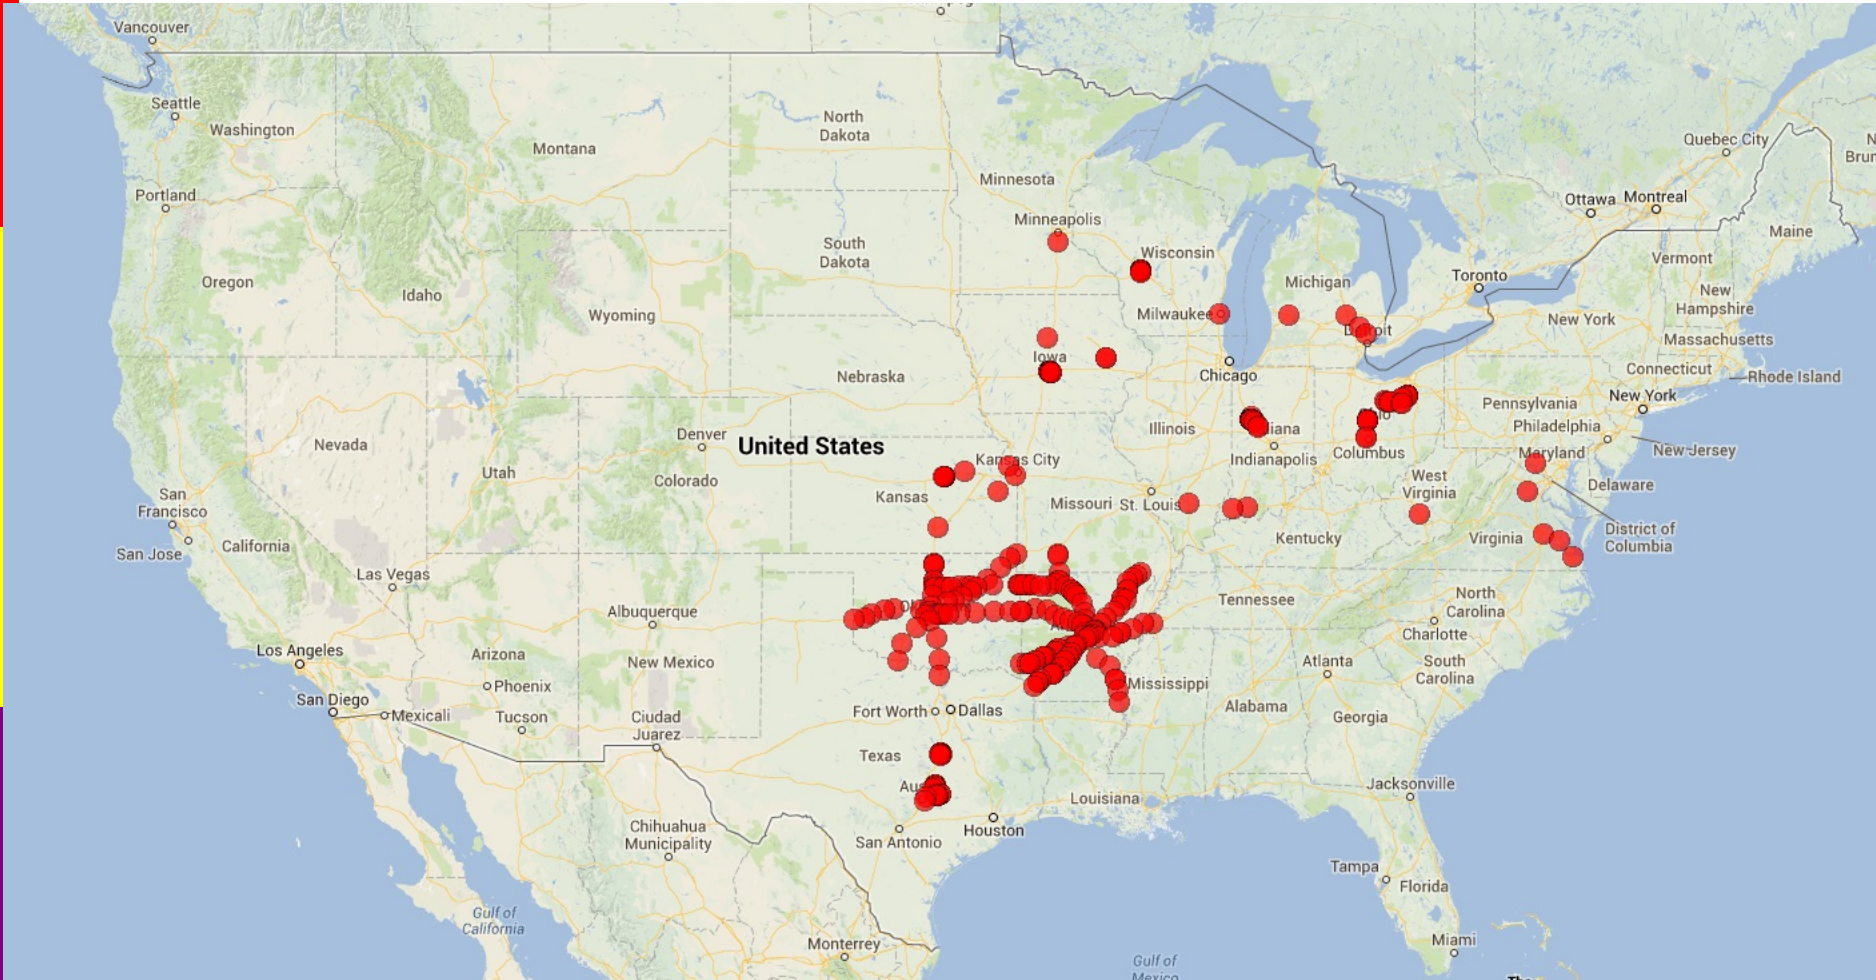 Vancouver
Seattle
Washington
Montana
North
Dakota
Minnesota
Quebec City
Portland
Ottawa
Montreal
Minneapolis
Maine
Oregon
Idaho
South
Dakota
Wisconsin
Michigan
Toronto
Vermont
New
Hampshire
Wyoming
Milwaukee
New York
Massachusetts
Iowa
Nebraska
Chicago
Connecticut
Rhode Island
New York
Pennsylvania
Nevada
Denver
United States
Illinois
Philadelphia
Utah
Colorado
Kansas City
Indianapolis
Columbus
Maryland
New Jersey
San
Francisco
Kansas
Missouri
St. Louis
West
Virginia
Delaware
San Jose
California
Kentucky
Virginia
District of
Columbia
Las Vegas
Albuquerque
Tennessee
North
Carolina
Charlotte
Los Angeles
Arizona
New Mexico
Atlanta
South
Carolina
San Diego
Phoenix
Mississippi
Mexicali
Tucson
Ciudad
Juarez
Fort Worth
Dallas
Alabama
Georgia
Texas
Jacksonville
Louisiana
Chihuahua
Municipality
San Antonio
Houston
Tampa
Florida
Gulf of
California
Monterrey
Miami
Gulf of
Mexico